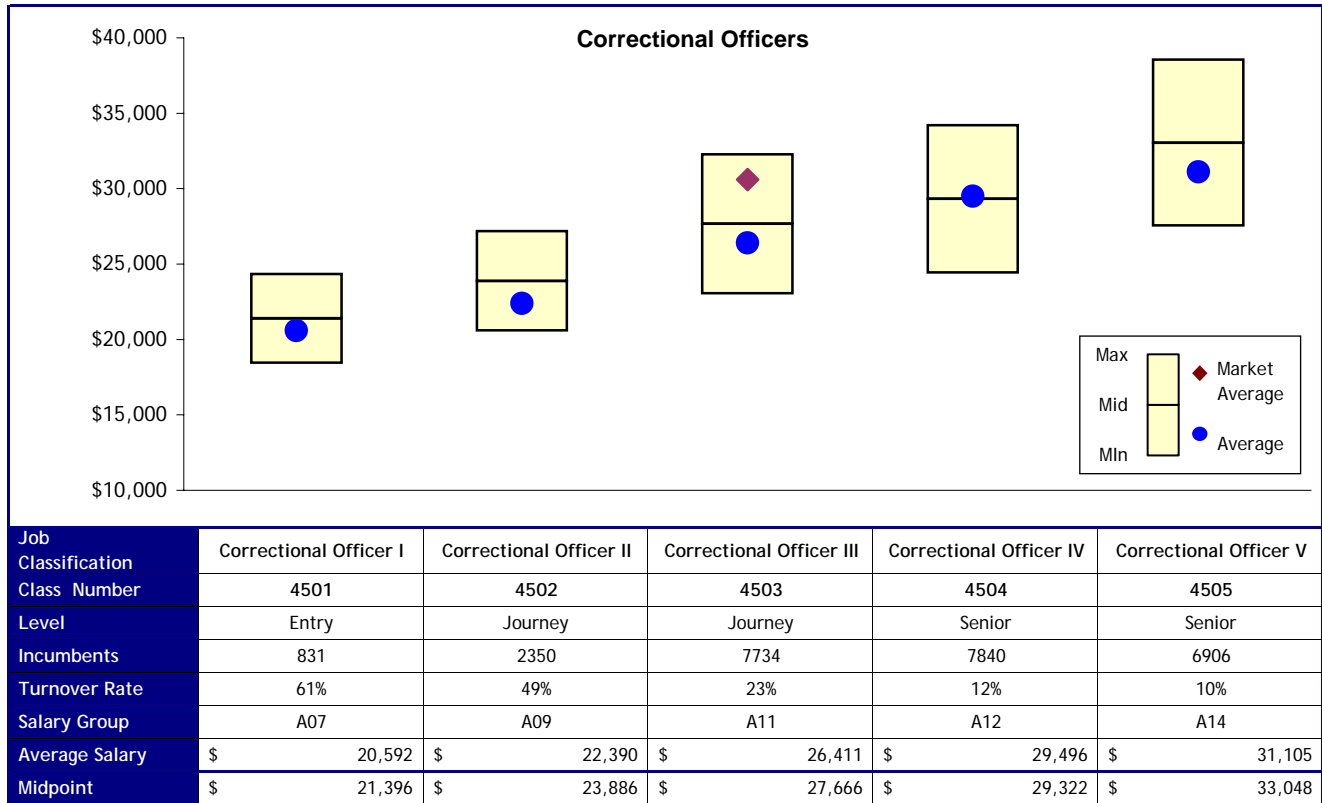 Correctional Officers
$40,000
$35,000
$30,000
$25,000
$20,000
$15,000
$10,000
Max
Mid
MIn
Market
Average
Average
Job Classification Correctional Officer I Correctional Officer II Correctional Officer III Correctional Officer IV Correctional Officer V
Class Number 4501 4502 4503 4504 4505
Level Entry Journey Journey Senior Senior
Incumbents 831 2350 7734 7840 6906
Turnover Rate 61% 49% 23% 12% 10%
Salary Group A07 A09 A11 A12 A14
Average Salary $ 20,592 $ 22,390 $ 26,411 $ 29,496 $ 31,105
Midpoint $ 21,396 $ 23,886 $ 27,666 $ 29,322 $ 33,048